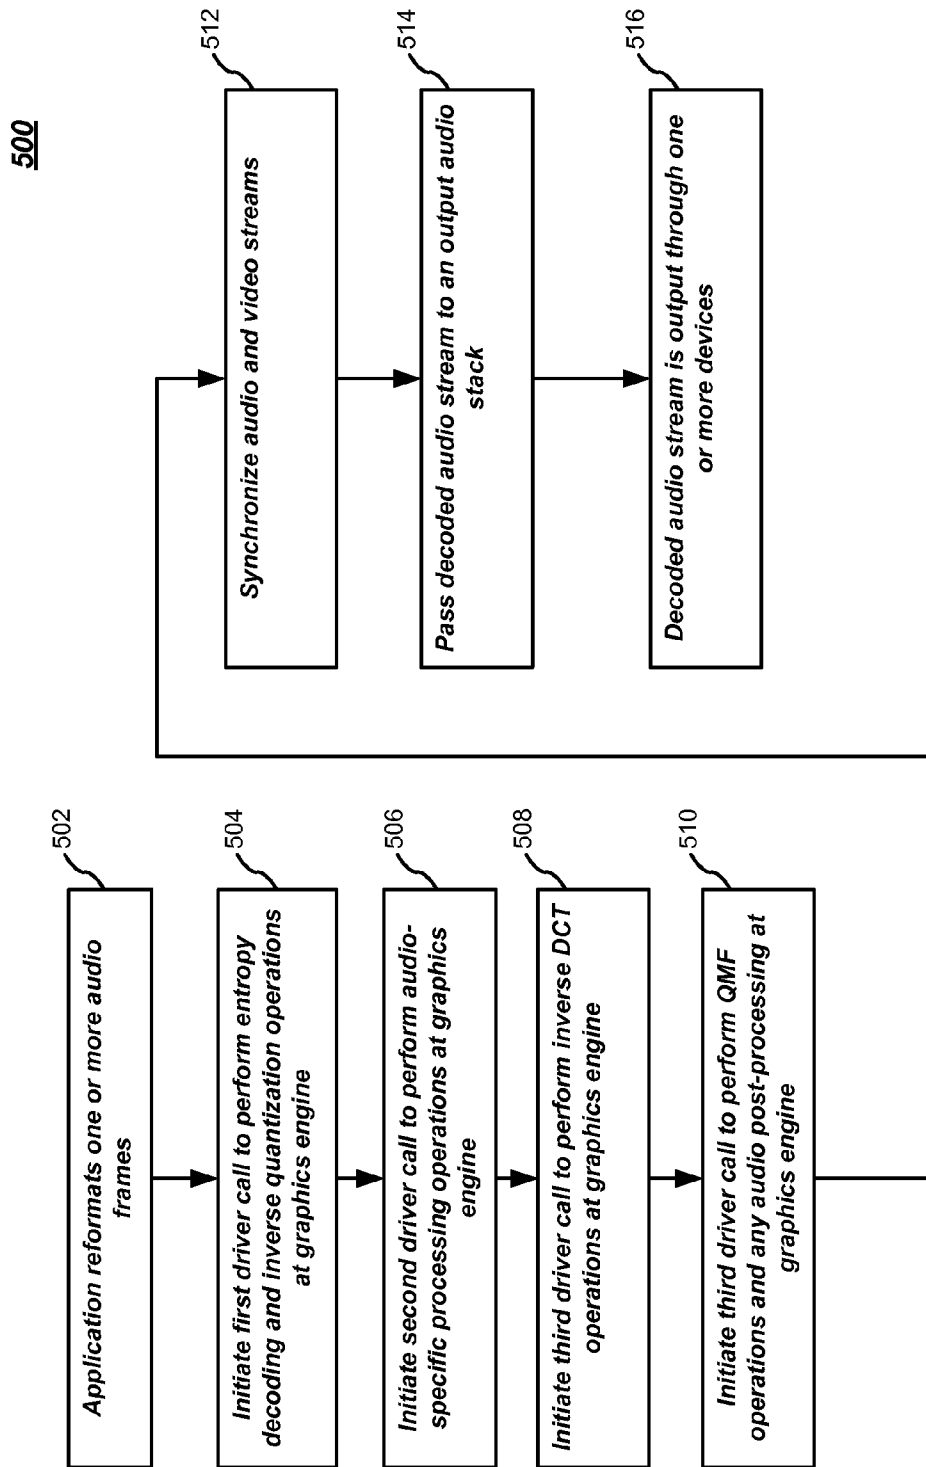 500
502
Application reformats one or more audio
frames
504
Initiate first driver call to perform entropy
decoding and inverse quantization operations
at graphics engine
506
Initiate second driver call to perform audio-
specific processing operations at graphics
engine
508
Initiate third driver call to perform inverse DCT
operations at graphics engine
510
Initiate third driver call to perform QMF
operations and any audio post-processing at
graphics engine
512
Synchronize audio and video streams
514
Pass decoded audio stream to an output audio
stack
516
Decoded audio stream is output through one
or more devices